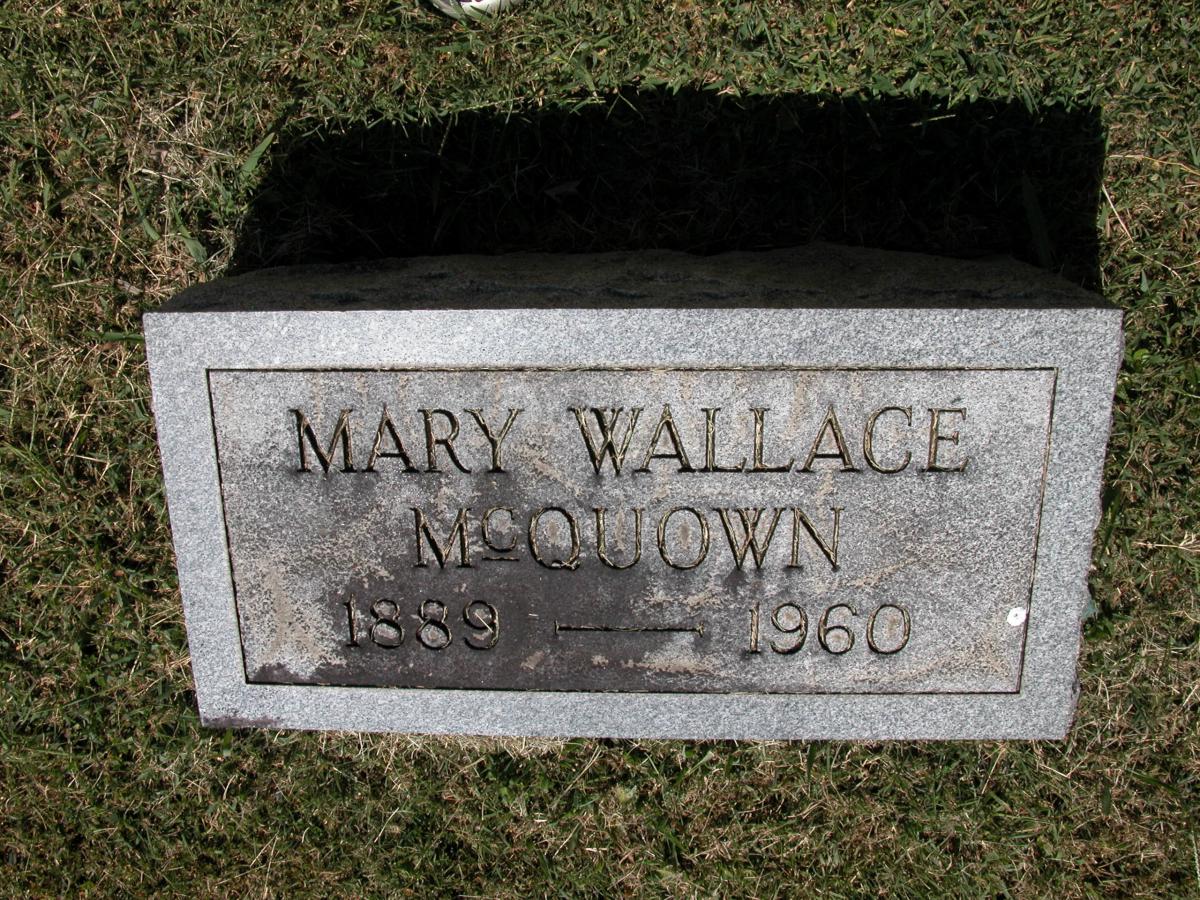 MARY WALLACE
McQUOWN
1889 — 1960